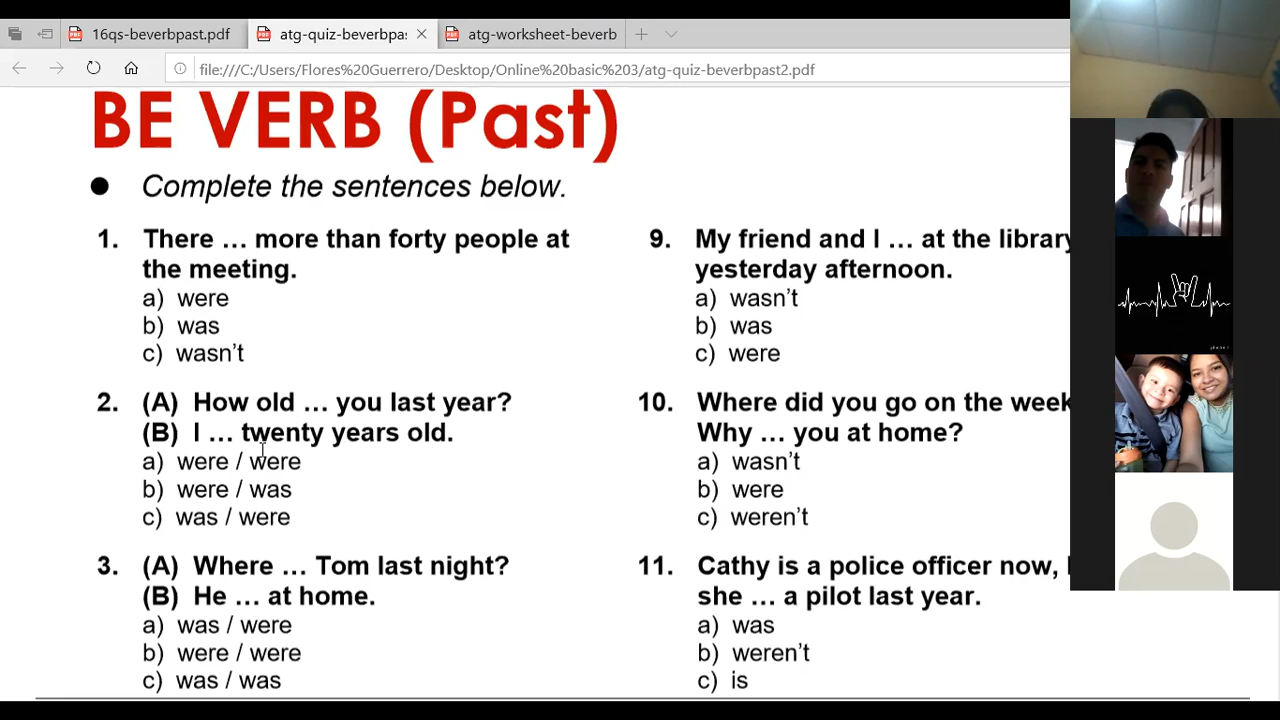 16qs-beverbpast.pdf
atg-quiz-beverbpas
atg-worksheet-beverb
file:///C:/Users/Flores%20Guerrero/Desktop/Online%20basic%203/atg-quiz-beverbpast2.pdf
BE VERB (Past)
● Complete the sentences below.
1. There … more than forty people at
the meeting.
a) were
b) was
c) wasn't
2. (A) How old … you last year?
(B) I … twenty years old.
a) were / were
b) were / was
c) was / were
3. (A) Where … Tom last night?
(B) He … at home.
a) was / were
b) were / were
c) was / was
9. My friend and I … at the library
yesterday afternoon.
a) wasn't
b) was
c) were
10. Where did you go on the week
Why … you at home?
a) wasn't
b) were
c) weren't
11. Cathy is a police officer now,
she … a pilot last year.
a) was
b) weren't
c) is